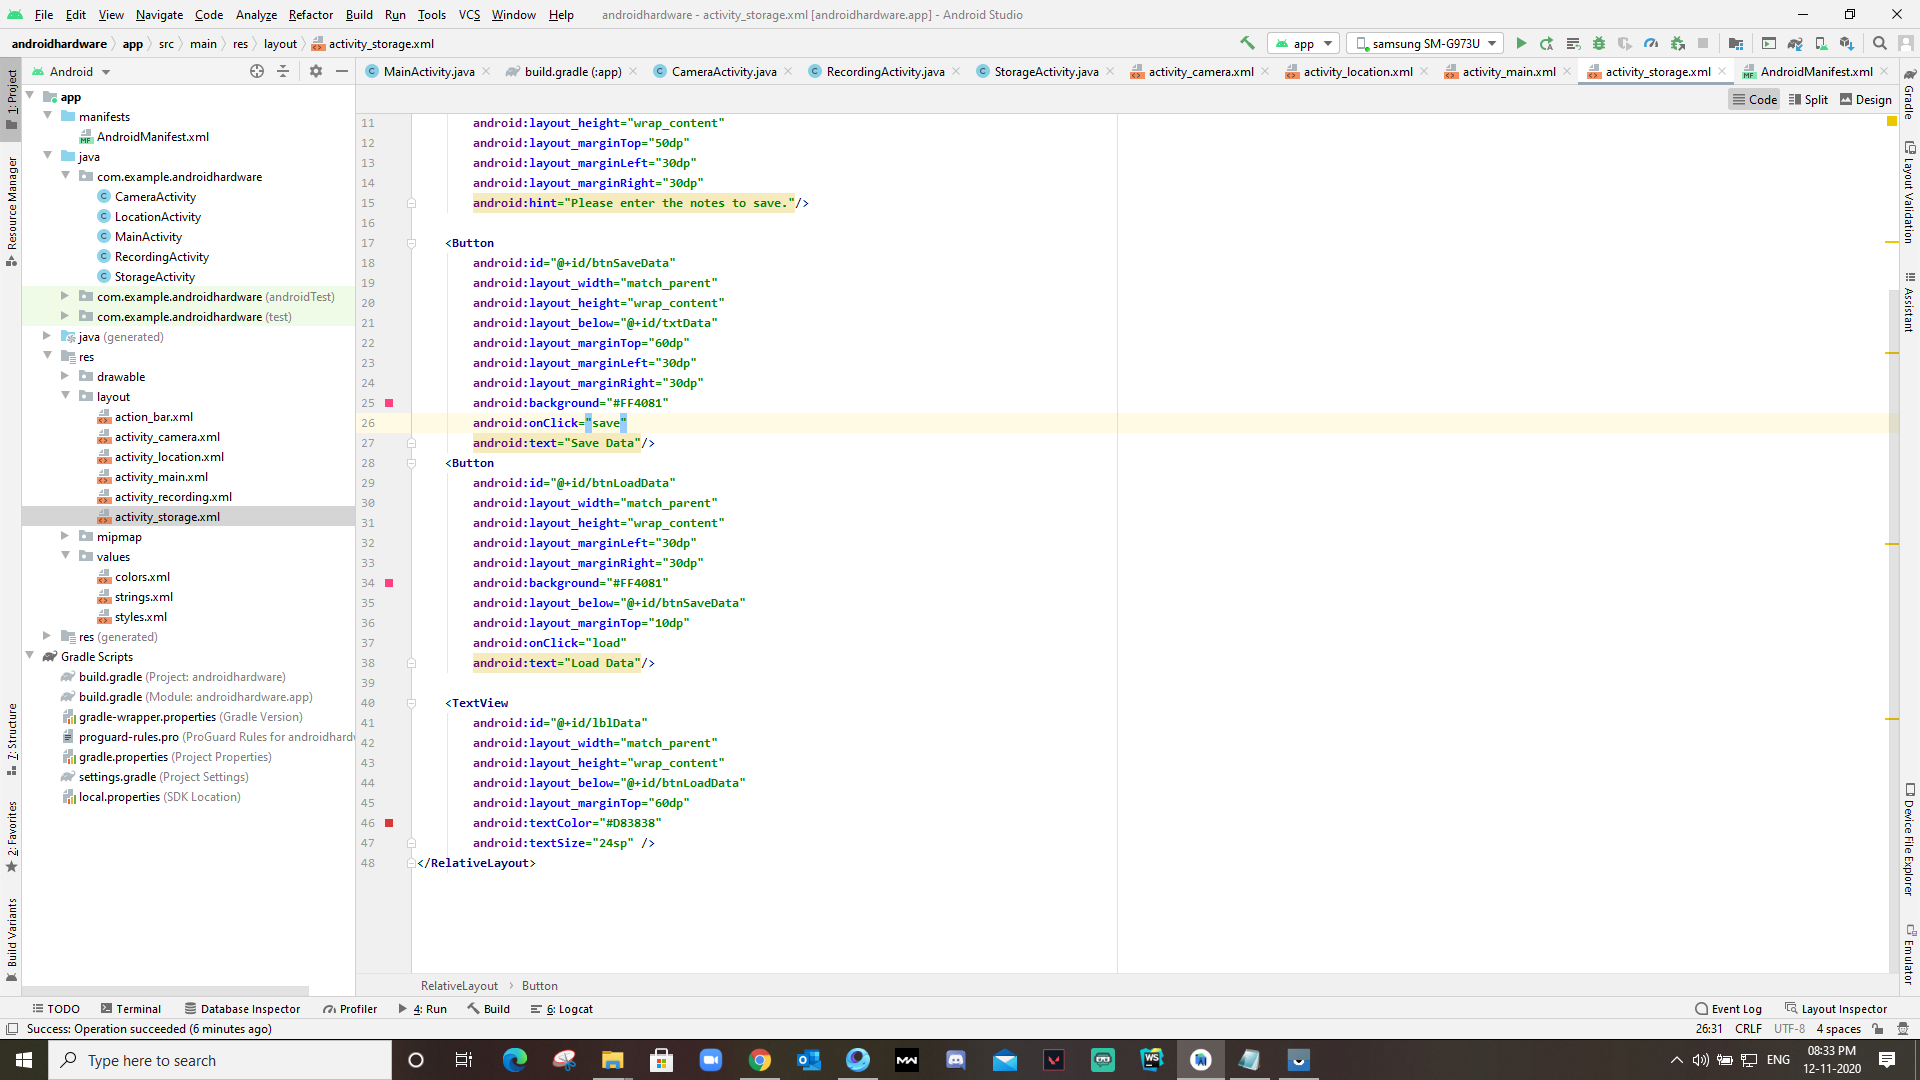 File Edit View Navigate Code Analyze Refactor Build Run Tools VCS Window Help androidhardware - activity_storage.xml [androidhardware.app] - Android Studio
androidhardware app src main res layout activity_storage.xml app samsung SM-G973U
Android MainActivity.java build.gradle (:app) CameraActivity.java RecordingActivity.java StorageActivity.java activity_camera.xml activity_location.xml activity_main.xml activity_storage.xml AndroidManifest.xml
Code Split Design
1: Project
Resource Manager
7: Structure
2: Favorites
Build Variants
app
manifests
AndroidManifest.xml
java
com.example.androidhardware
CameraActivity
LocationActivity
MainActivity
RecordingActivity
StorageActivity
com.example.androidhardware (androidTest)
com.example.androidhardware (test)
java (generated)
res
drawable
layout
action_bar.xml
activity_camera.xml
activity_location.xml
activity_main.xml
activity_recording.xml
activity_storage.xml
mipmap
values
colors.xml
strings.xml
styles.xml
res (generated)
Gradle Scripts
build.gradle (Project: androidhardware)
build.gradle (Module: androidhardware.app)
gradle-wrapper.properties (Gradle Version)
proguard-rules.pro (ProGuard Rules for androidhardw
gradle.properties (Project Properties)
settings.gradle (Project Settings)
local.properties (SDK Location)
11 android:layout_height="wrap_content"
12 android:layout_marginTop="50dp"
13 android:layout_marginLeft="30dp"
14 android:layout_marginRight="30dp"
15 android:hint="Please enter the notes to save."/>
16
17 <Button
18 android:id="@+id/btnSaveData"
19 android:layout_width="match_parent"
20 android:layout_height="wrap_content"
21 android:layout_below="@+id/txtData"
22 android:layout_marginTop="60dp"
23 android:layout_marginLeft="30dp"
24 android:layout_marginRight="30dp"
25 android:background="#FF4081"
26 android:onClick="save"
27 android:text="Save Data"/>
28 <Button
29 android:id="@+id/btnLoadData"
30 android:layout_width="match_parent"
31 android:layout_height="wrap_content"
32 android:layout_marginLeft="30dp"
33 android:layout_marginRight="30dp"
34 android:background="#FF4081"
35 android:layout_below="@+id/btnSaveData"
36 android:layout_marginTop="10dp"
37 android:onClick="load"
38 android:text="Load Data"/>
39
40 <TextView
41 android:id="@+id/lblData"
42 android:layout_width="match_parent"
43 android:layout_height="wrap_content"
44 android:layout_below="@+id/btnLoadData"
45 android:layout_marginTop="60dp"
46 android:textColor="#D83838"
47 android:textSize="24sp" />
48 </RelativeLayout>
Gradle
Layout Validation
Assistant
Device File Explorer
Emulator
RelativeLayout Button
TODO Terminal Database Inspector Profiler 4: Run Build 6: Logcat Event Log Layout Inspector
Success: Operation succeeded (6 minutes ago) 26:31 CRLF UTF-8 4 spaces
Type here to search ENG 08:33 PM
12-11-2020